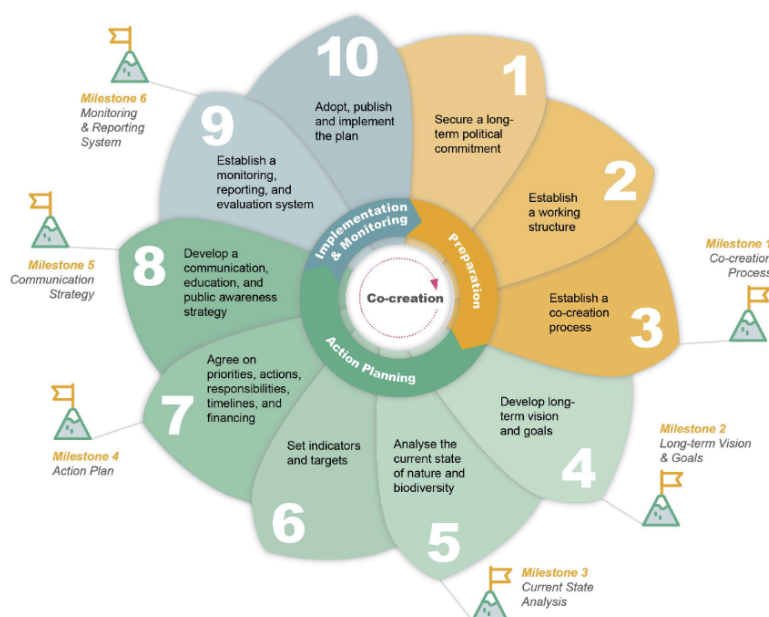 1
Secure a long-
term political
commitment
2
Establish
a working
structure
3
Establish a
co-creation
process
Milestone 1
Co-creation
Process
4
Develop long-
term vision
and goals
Milestone 2
Long-term Vision
& Goals
5
Analyse the
current state
of nature and
biodiversity
Milestone 3
Current State
Analysis
6
Set indicators
and targets
7
Agree on
priorities, actions,
responsibilities,
timelines, and
financing
Milestone 4
Action Plan
8
Develop a
communication,
education, and
public awareness
strategy
Milestone 5
Communication
Strategy
9
Establish a
monitoring,
reporting, and
evaluation system
Milestone 6
Monitoring
& Reporting
System
10
Adopt, publish
and implement
the plan
Preparation
Action Planning
Implementation
& Monitoring
Co-creation